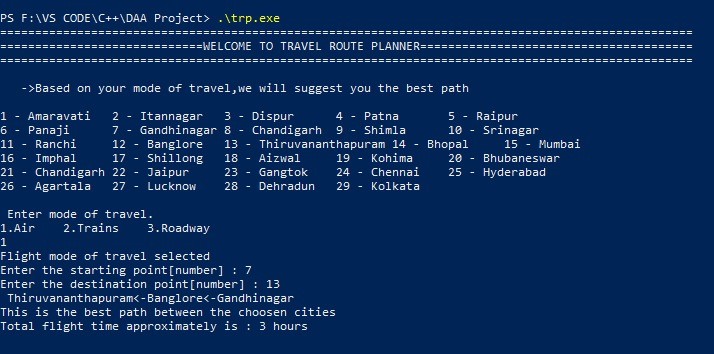 PS F:\VS CODE\C++\DAA Project> .\trp.exe
=======================================================================================================
==============================WELCOME TO TRAVEL ROUTE PLANNER=========================================
=======================================================================================================
->Based on your mode of travel,we will suggest you the best path
1 - Amaravati 2 - Itannagar 3 - Dispur 4 - Patna 5 - Raipur
6 - Panaji 7 - Gandhinagar 8 - Chandigarh 9 - Shimla 10 - Srinagar
11 - Ranchi 12 - Banglore 13 - Thiruvananthapuram 14 - Bhopal 15 - Mumbai
16 - Imphal 17 - Shillong 18 - Aizwal 19 - Kohima 20 - Bhubaneswar
21 - Chandigarh 22 - Jaipur 23 - Gangtok 24 - Chennai 25 - Hyderabad
26 - Agartala 27 - Lucknow 28 - Dehradun 29 - Kolkata
Enter mode of travel.
1.Air 2.Trains 3.Roadway
1
Flight mode of travel selected
Enter the starting point[number] : 7
Enter the destination point[number] : 13
Thiruvananthapuram<-Banglore<-Gandhinagar
This is the best path between the choosen cities
Total flight time approximately is : 3 hours